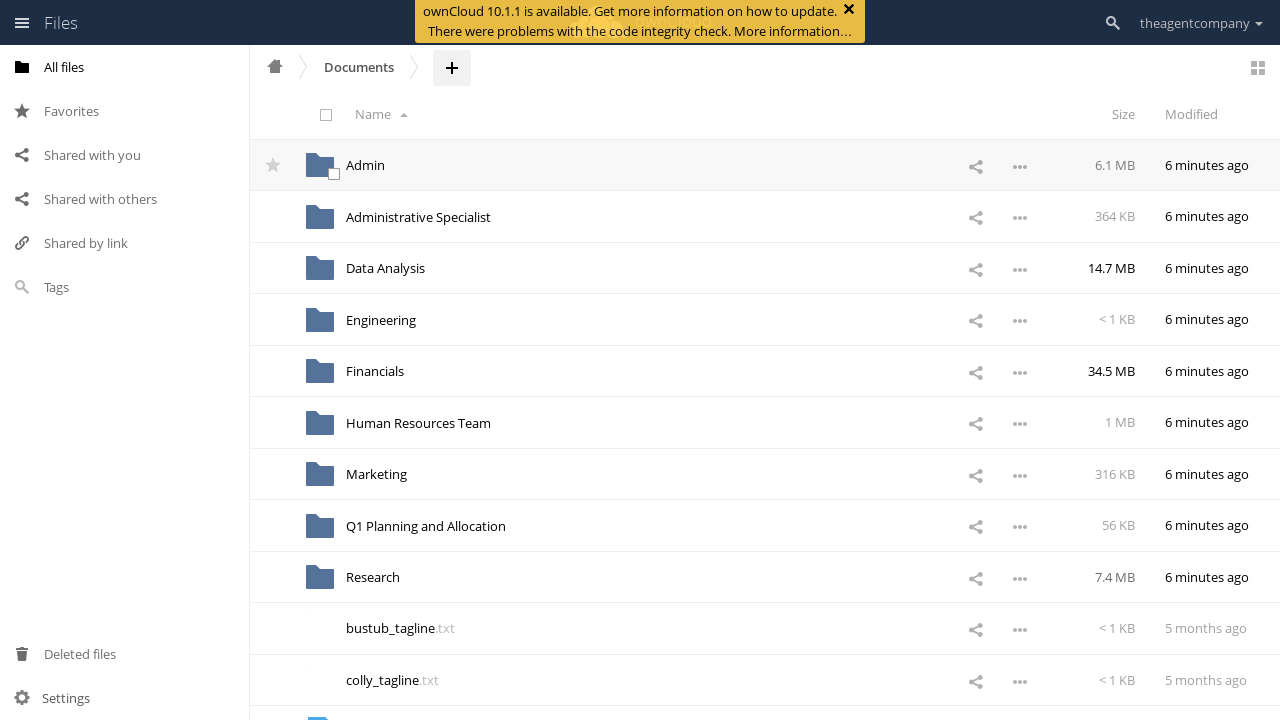 Files
ownCloud 10.1.1 is available. Get more information on how to update.
There were problems with the code integrity check. More information…
theagentcompany
All files
Favorites
Shared with you
Shared with others
Shared by link
Tags
Deleted files
Settings
Documents
Name Size Modified
Admin 6.1 MB 6 minutes ago
Administrative Specialist 364 KB 6 minutes ago
Data Analysis 14.7 MB 6 minutes ago
Engineering < 1 KB 6 minutes ago
Financials 34.5 MB 6 minutes ago
Human Resources Team 1 MB 6 minutes ago
Marketing 316 KB 6 minutes ago
Q1 Planning and Allocation 56 KB 6 minutes ago
Research 7.4 MB 6 minutes ago
bustub_tagline.txt < 1 KB 5 months ago
colly_tagline.txt < 1 KB 5 months ago